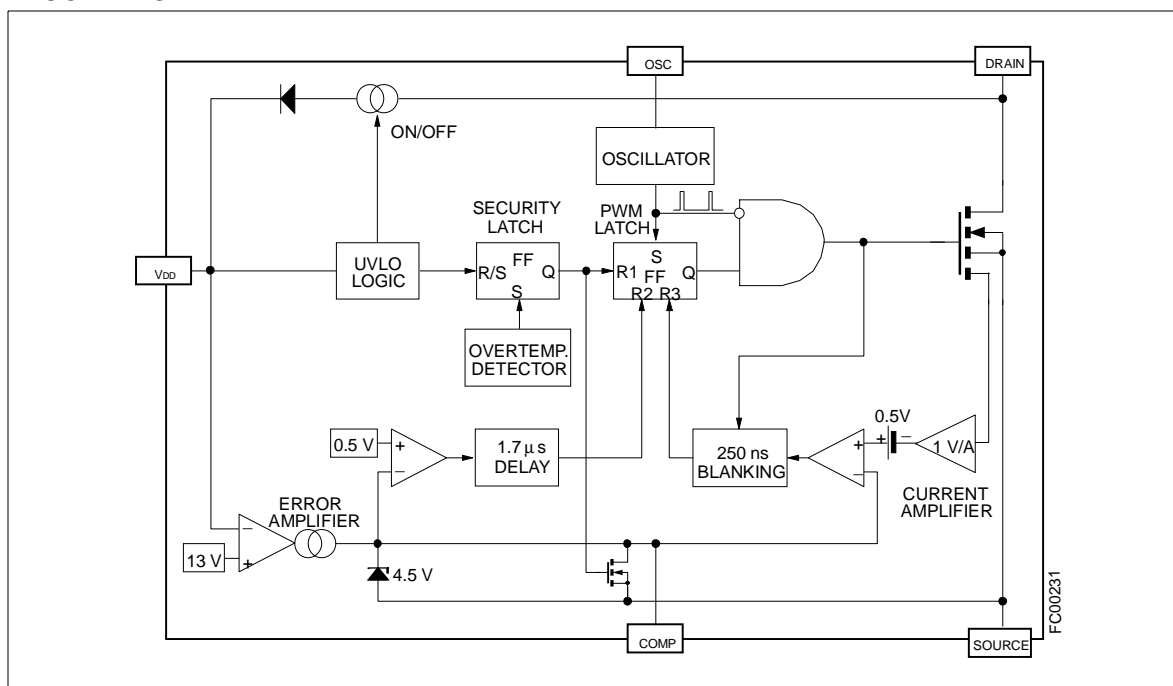 OSC
DRAIN
ON/OFF
OSCILLATOR
SECURITY
LATCH
PWM
LATCH
VDD
UVLO
LOGIC
R/S
FF
Q
S
S
R1
FF
Q
R2
R3
OVERTEMP.
DETECTOR
0.5 V
+
–
1.7 μs
DELAY
250 ns
BLANKING
+
–
0.5V
+
–
1 V/A
CURRENT
AMPLIFIER
ERROR
AMPLIFIER
–
13 V
+
4.5 V
COMP
SOURCE
FC00231